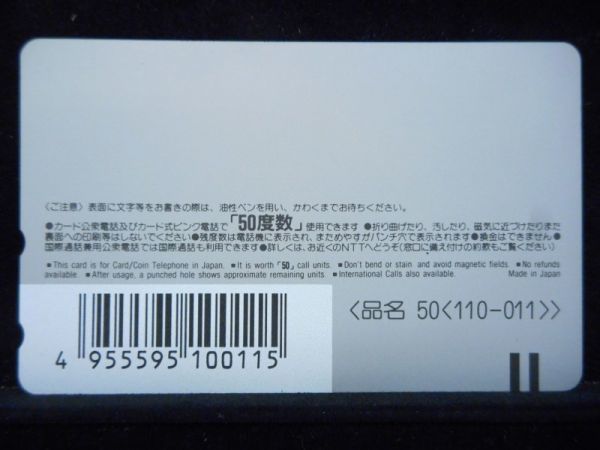 〈ご注意〉表面に文字等をお書きの際は、油性ペンを用い、かわくまでお待ちください。
●カード公衆電話及びカード式ピンク電話で「50度数」使用できます ●折り曲げたり、汚したり、磁気に近づけたりまた
裏面への印刷等はしないでください●残度数は電話機に表示され、まためやすがパンチ穴で表示されます●換金はできません●
国際通話兼用公衆電話では国際通話も利用できます●詳しくは、お近くのNTTへどうぞ(窓口に備え付けの約款もご覧ください)
■This card is for Card/Coin Telephone in Japan. ■It is worth「50」call units. ■Don't bend or stain and avoid magnetic fields. ■No refunds
available. ■After usage, a punched hole shows approximate remaining units. ■International Calls also available. Made in Japan
〈品名 50〈110-011〉〉
4 955595 100115